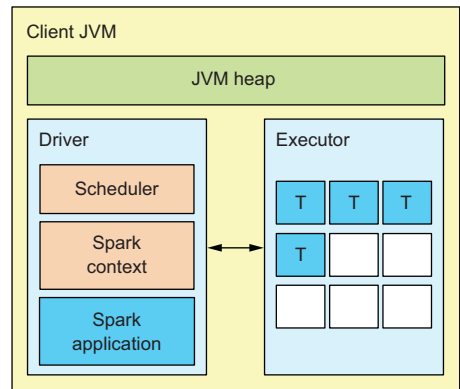 Client JVM
JVM heap
Driver
Scheduler
Spark
context
Spark
application
Executor
T T T
T